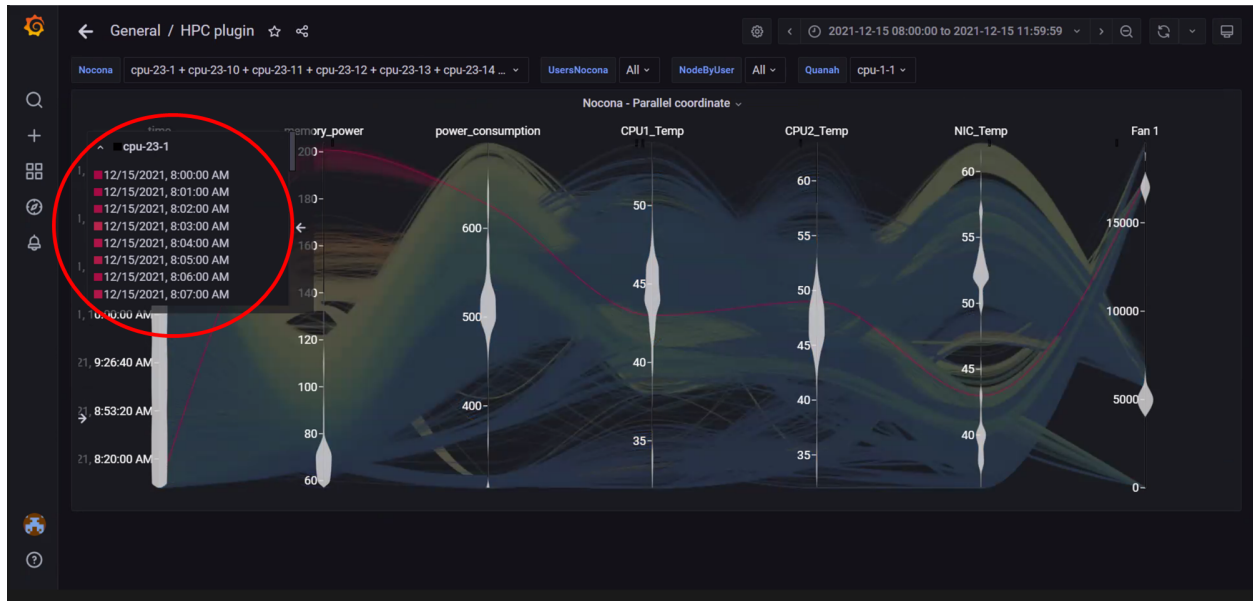 General / HPC plugin
2021-12-15 08:00:00 to 2021-12-15 11:59:59
Nocona cpu-23-1 + cpu-23-10 + cpu-23-11 + cpu-23-12 + cpu-23-13 + cpu-23-14 ...
UsersNocona All
NodeByUser All
Quanah cpu-1-1
Nocona - Parallel coordinate
time
memory_power
power_consumption
CPU1_Temp
CPU2_Temp
NIC_Temp
Fan 1
cpu-23-1
12/15/2021, 8:00:00 AM
12/15/2021, 8:01:00 AM
12/15/2021, 8:02:00 AM
12/15/2021, 8:03:00 AM
12/15/2021, 8:04:00 AM
12/15/2021, 8:05:00 AM
12/15/2021, 8:06:00 AM
12/15/2021, 8:07:00 AM
1, 10:00:00 AM
21, 9:26:40 AM
21, 8:53:20 AM
21, 8:20:00 AM
200
180
160
140
120
100
80
60
600
500
400
50
45
40
35
60
55
50
45
40
35
60
55
50
45
40
15000
10000
5000
0